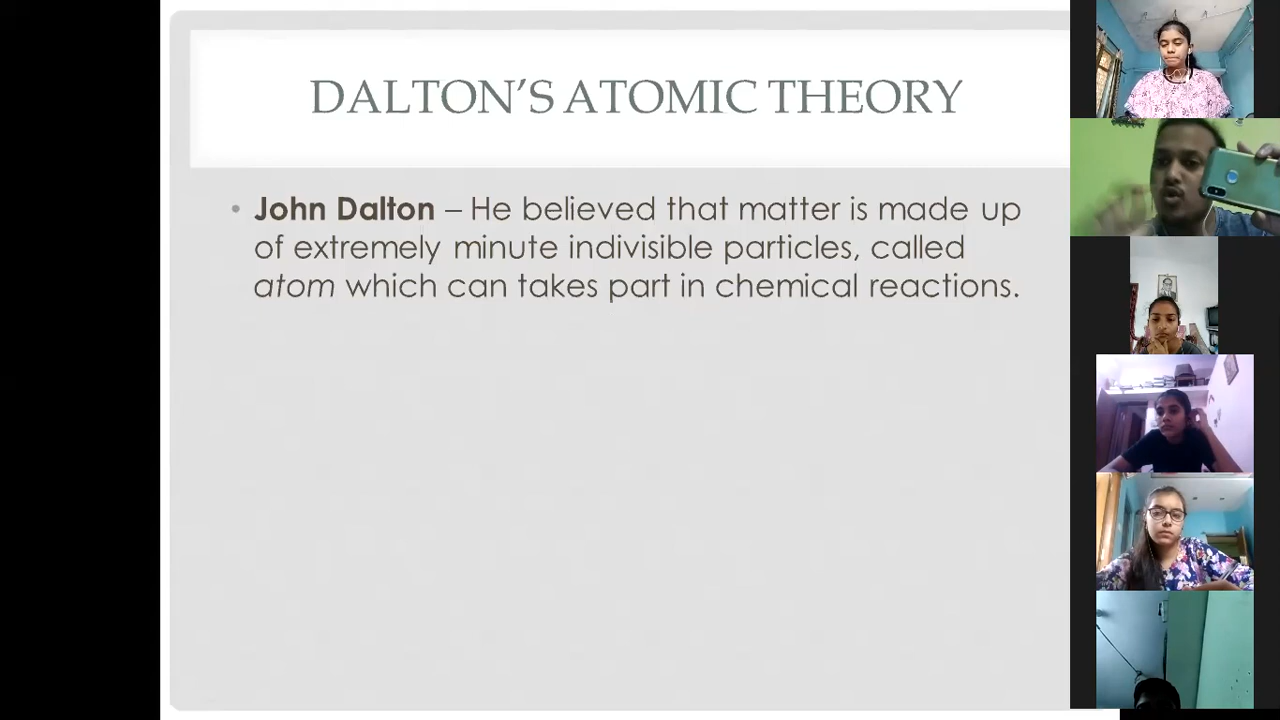 DALTON’S ATOMIC THEORY
• John Dalton – He believed that matter is made up
of extremely minute indivisible particles, called
atom which can takes part in chemical reactions.